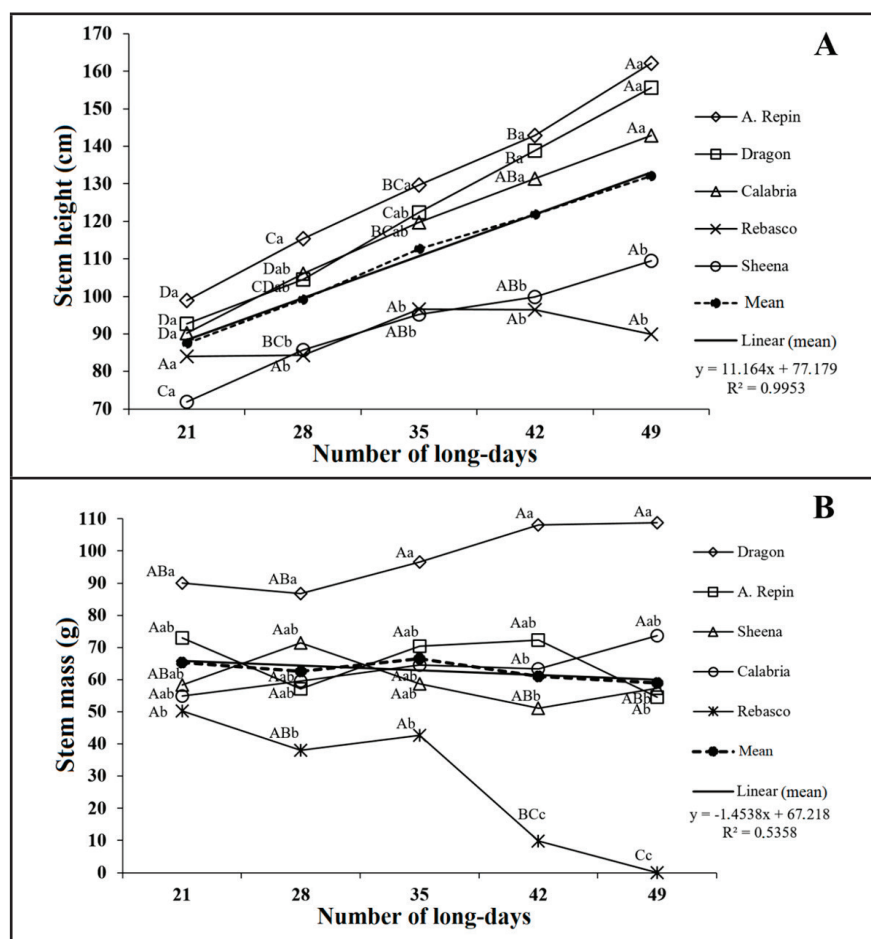 A
Stem height (cm)
170
160
150
140
130
120
110
100
90
80
70
21
28
35
42
49
Number of long-days
Da
Da
Da
Aa
Ca
Ca
Dab
CDab
BCb
Ab
BCa
Cab
BCab
Ab
ABb
Ba
Ba
ABa
ABb
Ab
Aa
Aa
Aa
Ab
Ab
A. Repin
Dragon
Calabria
Rebasco
Sheena
Mean
Linear (mean)
y = 11.164x + 77.179
R² = 0.9953
B
Stem mass (g)
110
100
90
80
70
60
50
40
30
20
10
0
21
28
35
42
49
Number of long-days
ABa
Aab
ABab
Aab
Ab
ABa
Aab
Aab
Aab
ABb
Aa
Aab
Aab
Aab
Ab
Aa
Aab
Ab
ABb
BCc
Aa
Aab
ABb
Ab
Cc
Dragon
A. Repin
Sheena
Calabria
Rebasco
Mean
Linear (mean)
y = -1.4538x + 67.218
R² = 0.5358